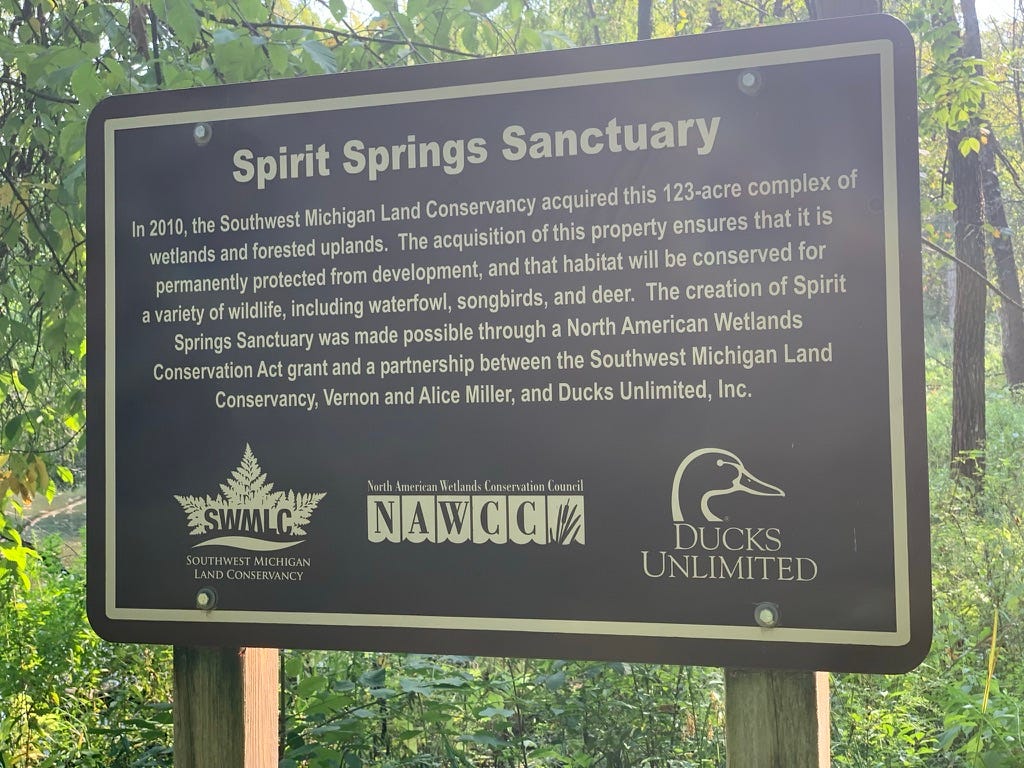 Spirit Springs Sanctuary
In 2010, the Southwest Michigan Land Conservancy acquired this 123-acre complex of
wetlands and forested uplands. The acquisition of this property ensures that it is
permanently protected from development, and that habitat will be conserved for
a variety of wildlife, including waterfowl, songbirds, and deer. The creation of Spirit
Springs Sanctuary was made possible through a North American Wetlands
Conservation Act grant and a partnership between the Southwest Michigan Land
Conservancy, Vernon and Alice Miller, and Ducks Unlimited, Inc.
SWMLC
SOUTHWEST MICHIGAN
LAND CONSERVANCY
North American Wetlands Conservation Council
NAWCC
DUCKS
UNLIMITED